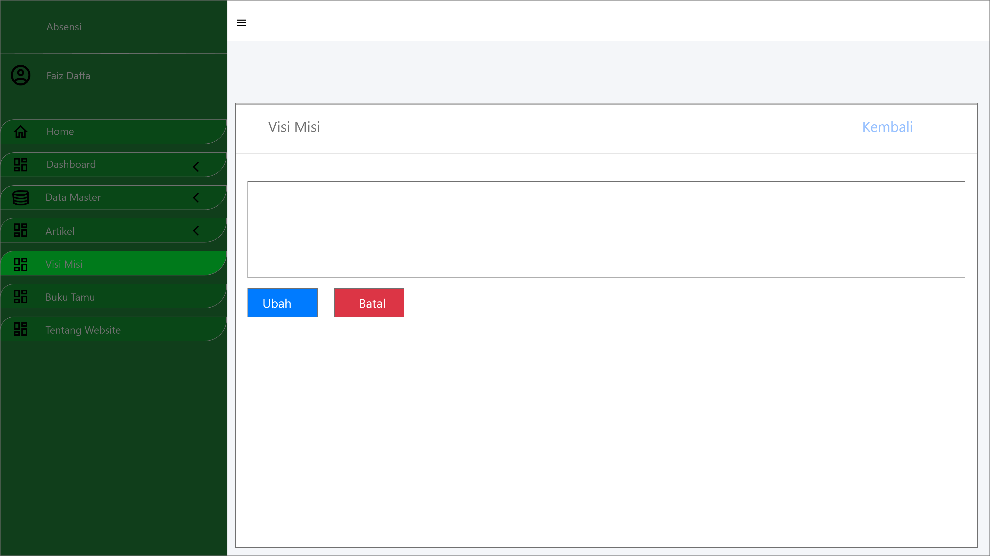 Absensi
Faiz Daffa
Home
Dashboard
Data Master
Artikel
Visi Misi
Buku Tamu
Tentang Website
Visi Misi
Kembali
Ubah
Batal